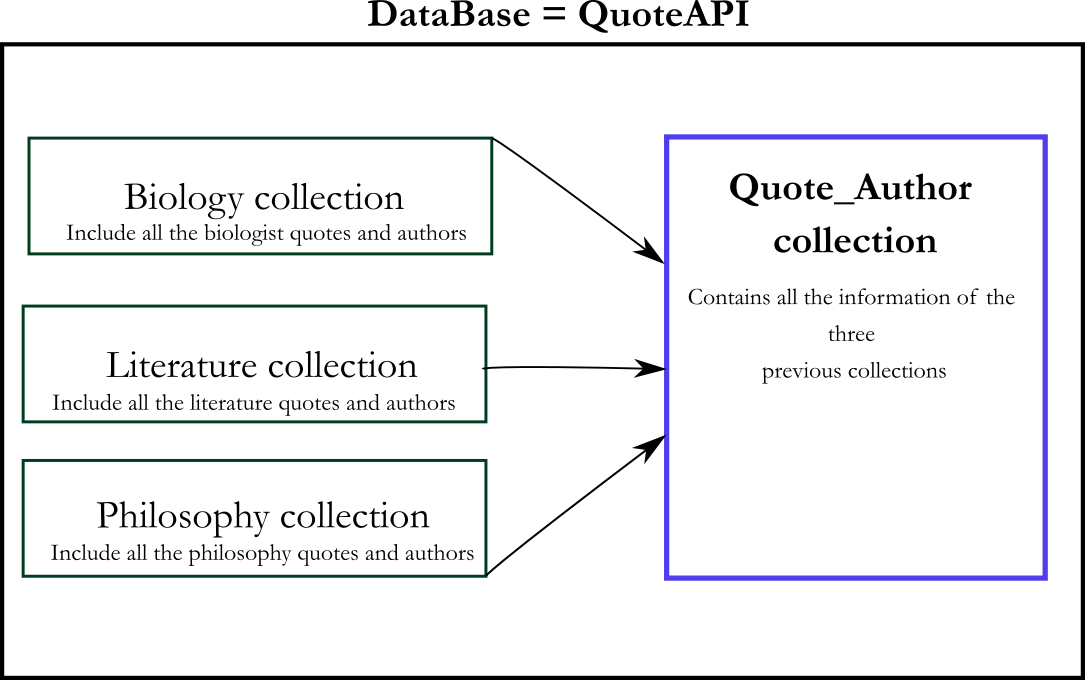 DataBase = QuoteAPI
Biology collection
Include all the biologist quotes and authors
Literature collection
Include all the literature quotes and authors
Philosophy collection
Include all the philosophy quotes and authors
Quote_Author
collection
Contains all the information of the
three
previous collections